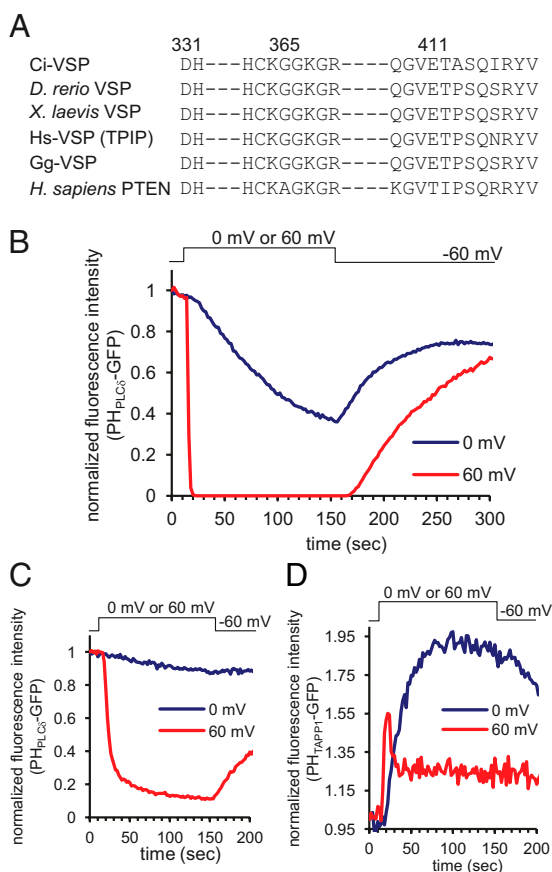 A
331 365 411
Ci-VSP DH---HCKGGKGR----QGVETASQIRYV
D. rerio VSP DH---HCKGGKGR----QGVETPSQSRYV
X. laevis VSP DH---HCKGGKGR----QGVETPSQSRYV
Hs-VSP (TPIP) DH---HCKGGKGR----QGVETPSQNRYV
Gg-VSP DH---HCKGGKGR----QGVETPSQSRYV
H. sapiens PTEN DH---HCKAGKGR----KGVTIPSQRRYV
B
0 mV or 60 mV
-60 mV
normalized fluorescence intensity
(PHPLCδ-GFP)
1
0.8
0.6
0.4
0.2
0
0 mV
60 mV
0 50 100 150 200 250 300
time (sec)
C
0 mV or 60 mV
-60 mV
normalized fluorescence intensity
(PHPLCδ-GFP)
1
0.8
0.6
0.4
0.2
0
0 mV
60 mV
0 50 100 150 200
time (sec)
D
0 mV or 60 mV
-60 mV
normalized fluorescence intensity
(PHTAPP1-GFP)
1.95
1.75
1.55
1.35
1.15
0.95
0 mV
60 mV
0 50 100 150 200
time (sec)